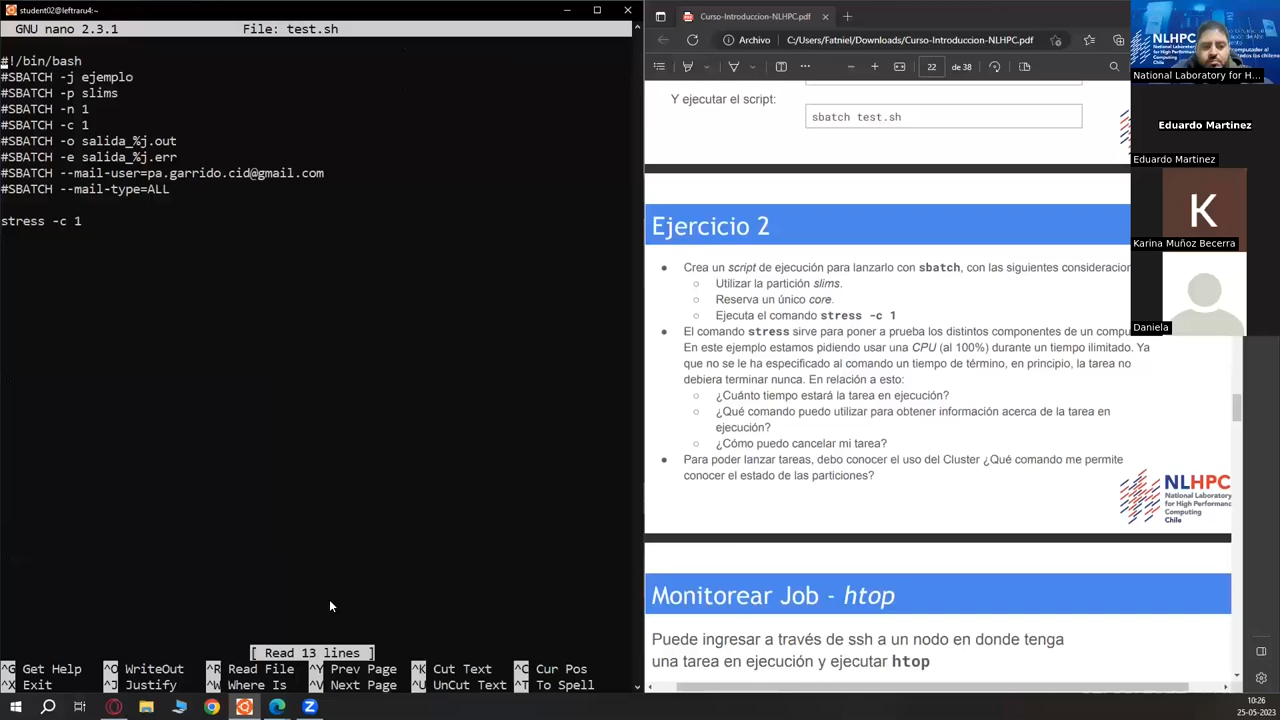 student02@leftraru4:~
GNU nano 2.3.1
File: test.sh
#!/bin/bash
#SBATCH -j ejemplo
#SBATCH -p slims
#SBATCH -n 1
#SBATCH -c 1
#SBATCH -o salida_%j.out
#SBATCH -e salida_%j.err
#SBATCH --mail-user=pa.garrido.cid@gmail.com
#SBATCH --mail-type=ALL
stress -c 1
[ Read 13 lines ]
^G Get Help ^O WriteOut ^R Read File ^Y Prev Page ^K Cut Text ^C Cur Pos
^X Exit ^J Justify ^W Where Is ^V Next Page ^U UnCut Text ^T To Spell
Curso-Introduccion-NLHPC.pdf
Archivo
C:/Users/Fatniel/Downloads/Curso-Introduccion-NLHPC.pdf
22 de 38
Y ejecutar el script:
sbatch test.sh
Ejercicio 2
● Crea un script de ejecución para lanzarlo con sbatch, con las siguientes consideracion
○ Utilizar la partición slims.
○ Reserva un único core.
○ Ejecuta el comando stress -c 1
● El comando stress sirve para poner a prueba los distintos componentes de un compu
En este ejemplo estamos pidiendo usar una CPU (al 100%) durante un tiempo ilimitado. Ya
que no se le ha especificado al comando un tiempo de término, en principio, la tarea no
debiera terminar nunca. En relación a esto:
○ ¿Cuánto tiempo estará la tarea en ejecución?
○ ¿Qué comando puedo utilizar para obtener información acerca de la tarea en
ejecución?
○ ¿Cómo puedo cancelar mi tarea?
● Para poder lanzar tareas, debo conocer el uso del Cluster ¿Qué comando me permite
conocer el estado de las particiones?
NLHPC
National Laboratory
for High Performance
Computing
Chile
Monitorear Job - htop
Puede ingresar a través de ssh a un nodo en donde tenga
una tarea en ejecución y ejecutar htop
NLHPC
National Laboratory for H...
Eduardo Martinez
Eduardo Martinez
K
Karina Muñoz Becerra
Daniela
10:26
25-05-2023